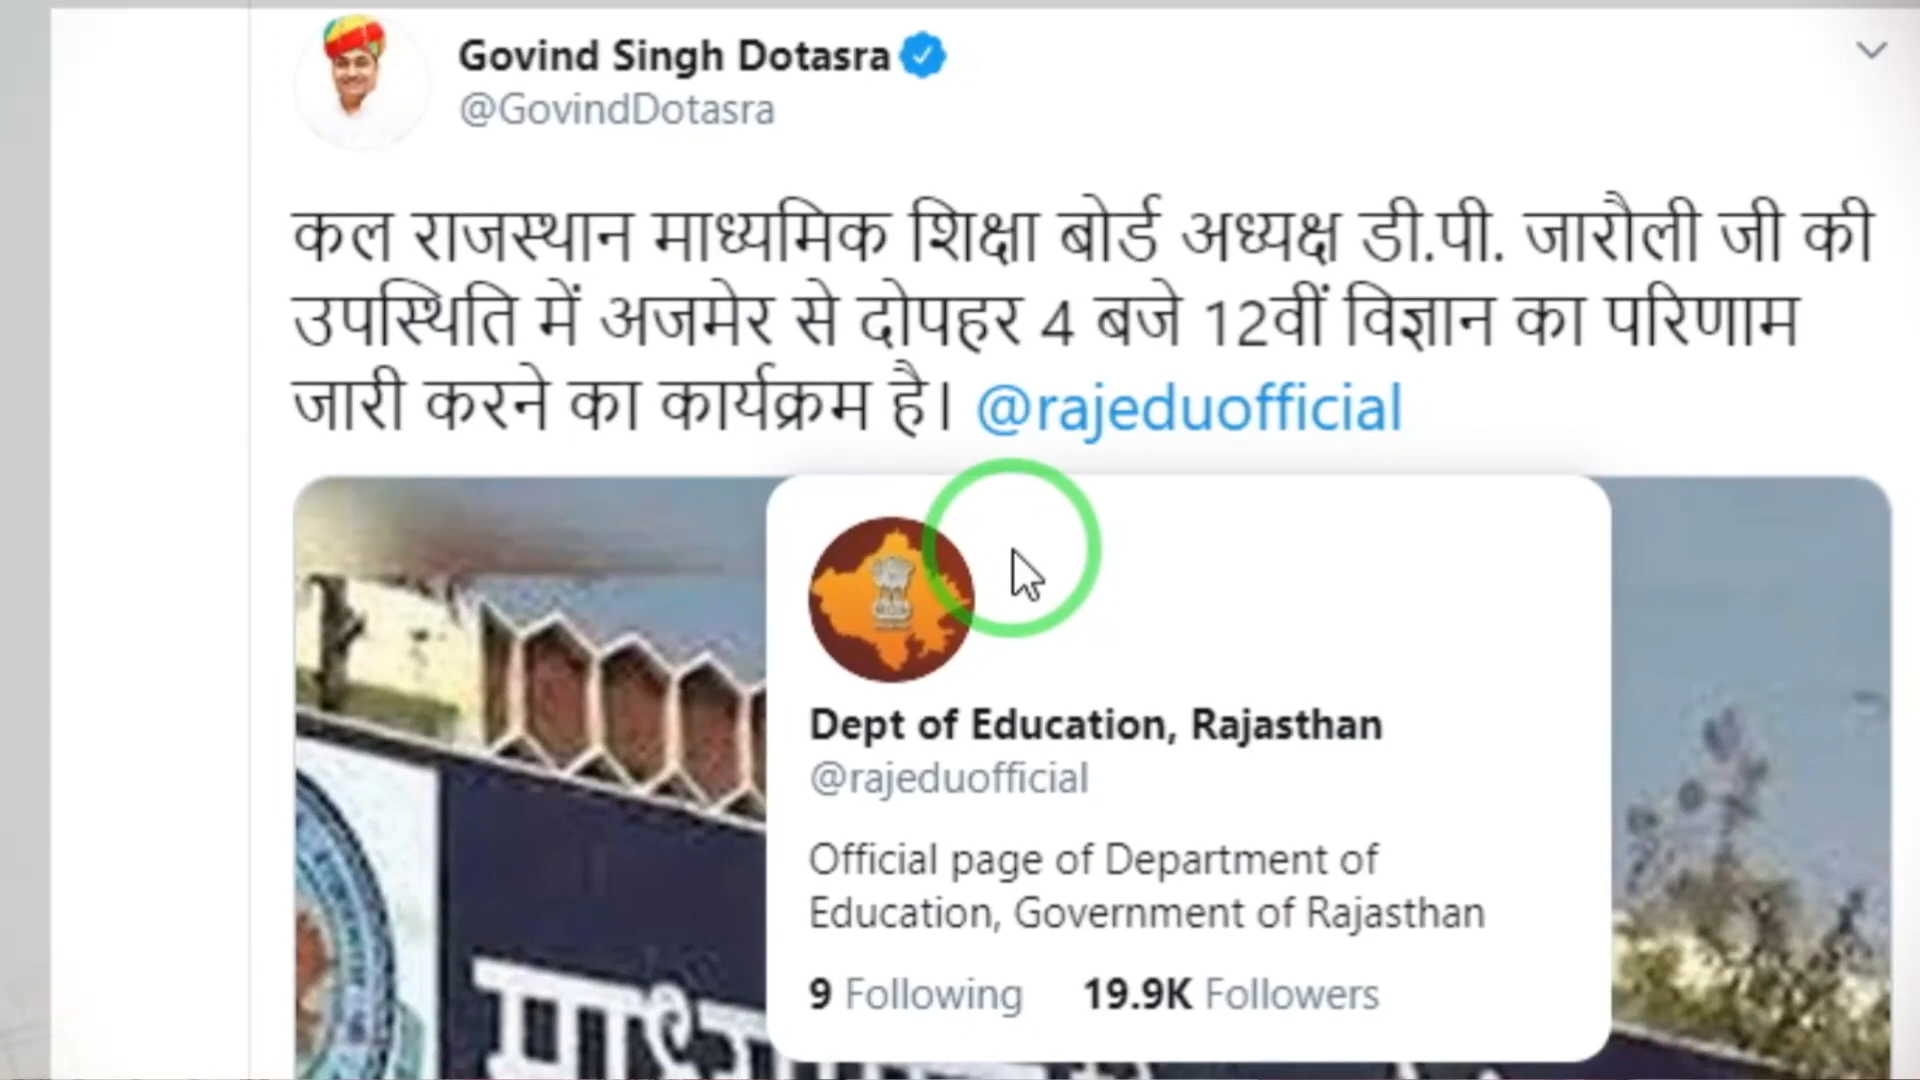 Govind Singh Dotasra
@GovindDotasra
कल राजस्थान माध्यमिक शिक्षा बोर्ड अध्यक्ष डी.पी. जारौली जी की
उपस्थिति में अजमेर से दोपहर 4 बजे 12वीं विज्ञान का परिणाम
जारी करने का कार्यक्रम है। @rajeduofficial
Dept of Education, Rajasthan
@rajeduofficial
Official page of Department of
Education, Government of Rajasthan
9 Following 19.9K Followers